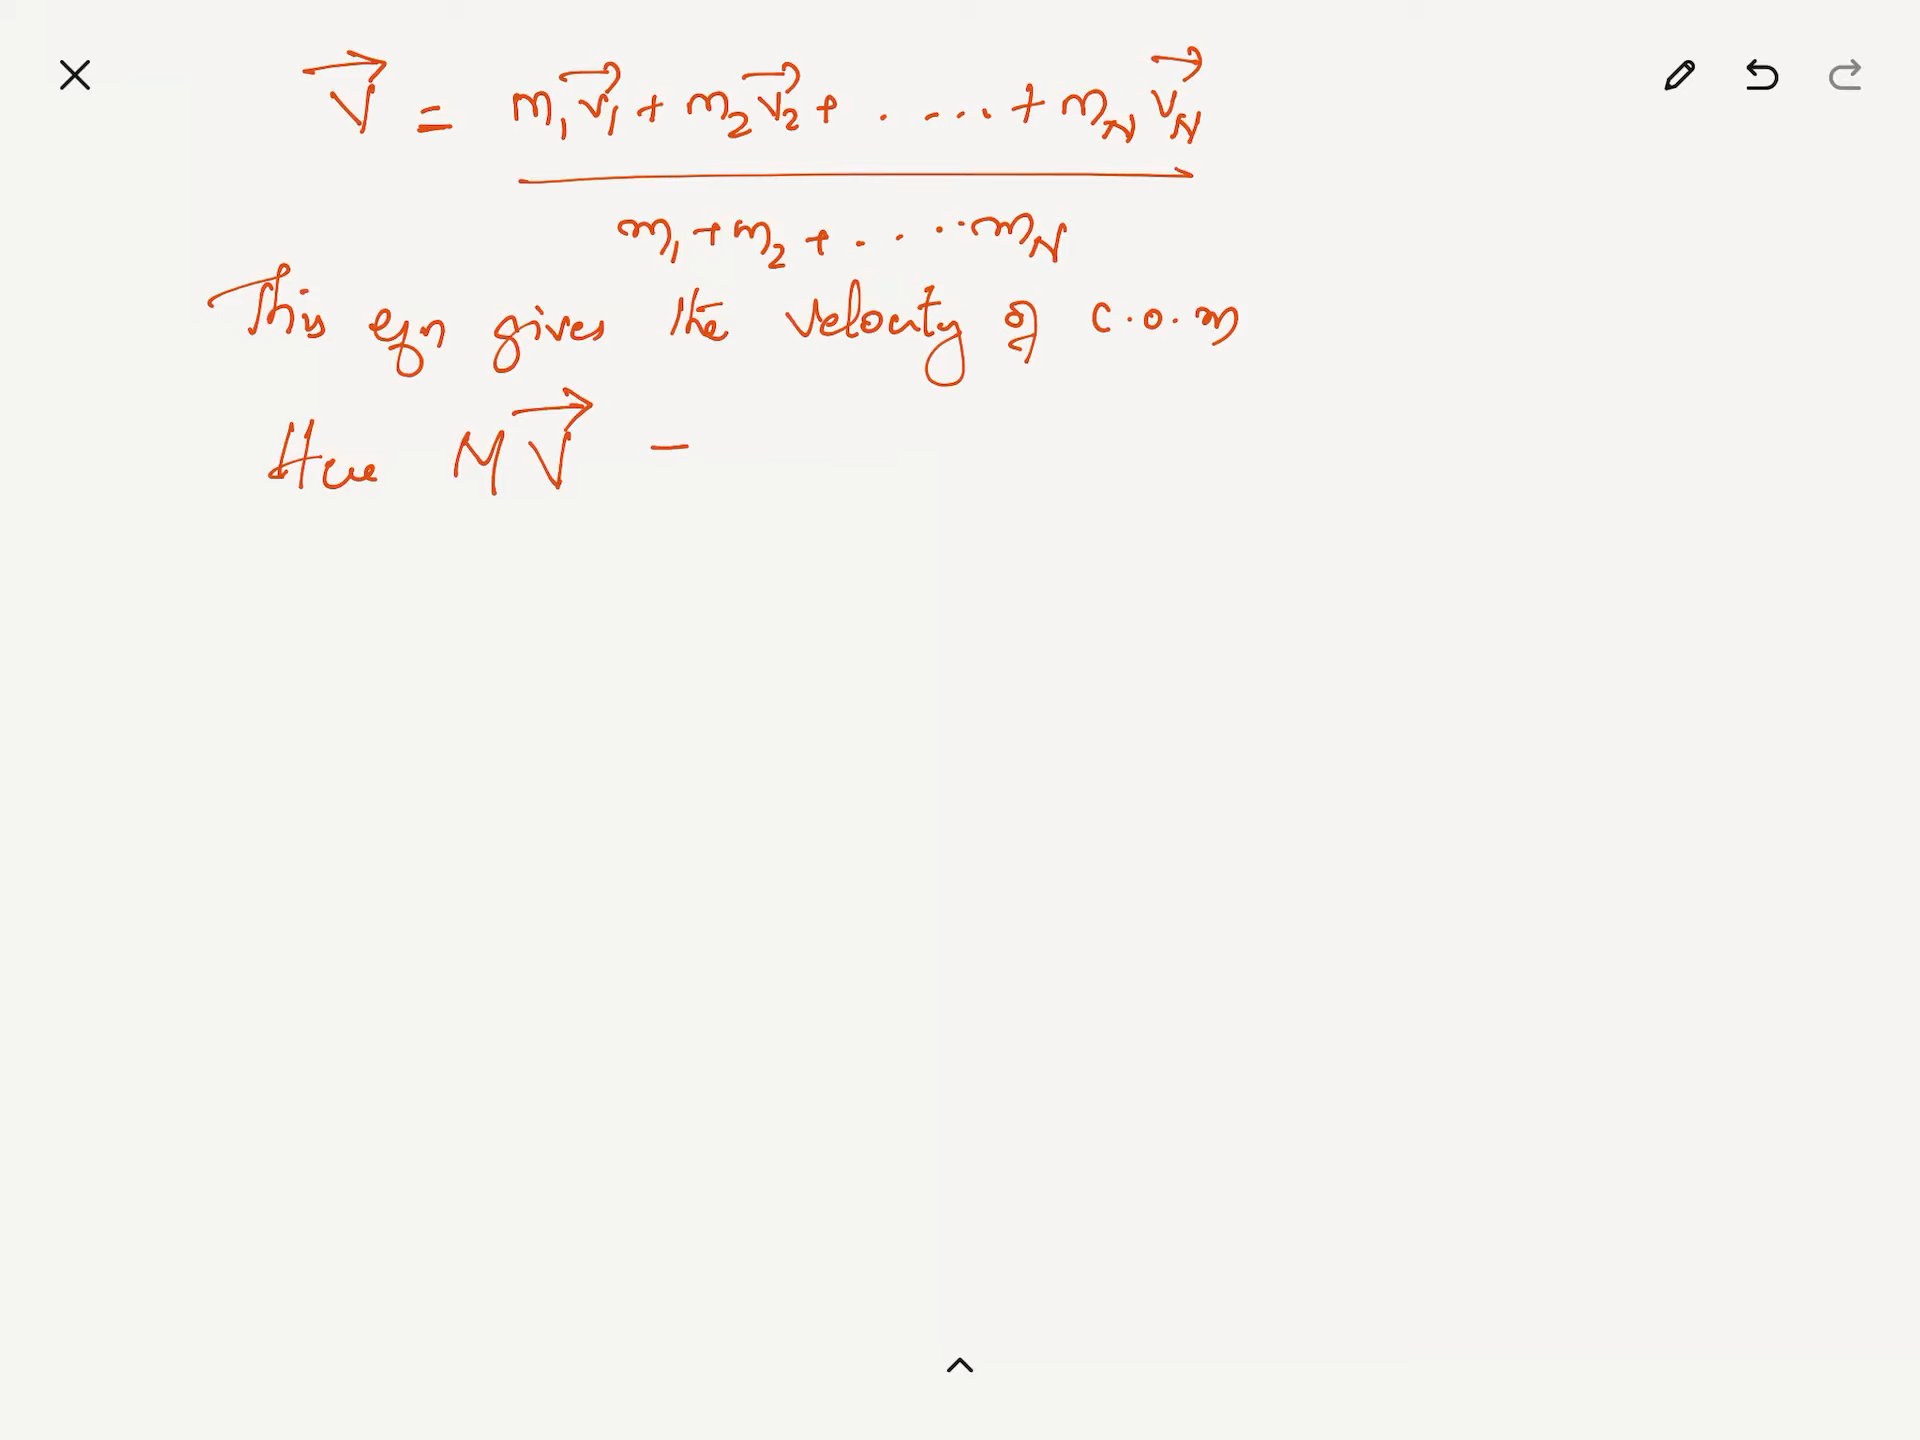 V⃗ = m₁v⃗₁ + m₂v⃗₂ + . .... + m_N v⃗_N
m₁ + m₂ + . . .. m_N
This eqn gives the velocity of c.o.m
Here MV⃗ –